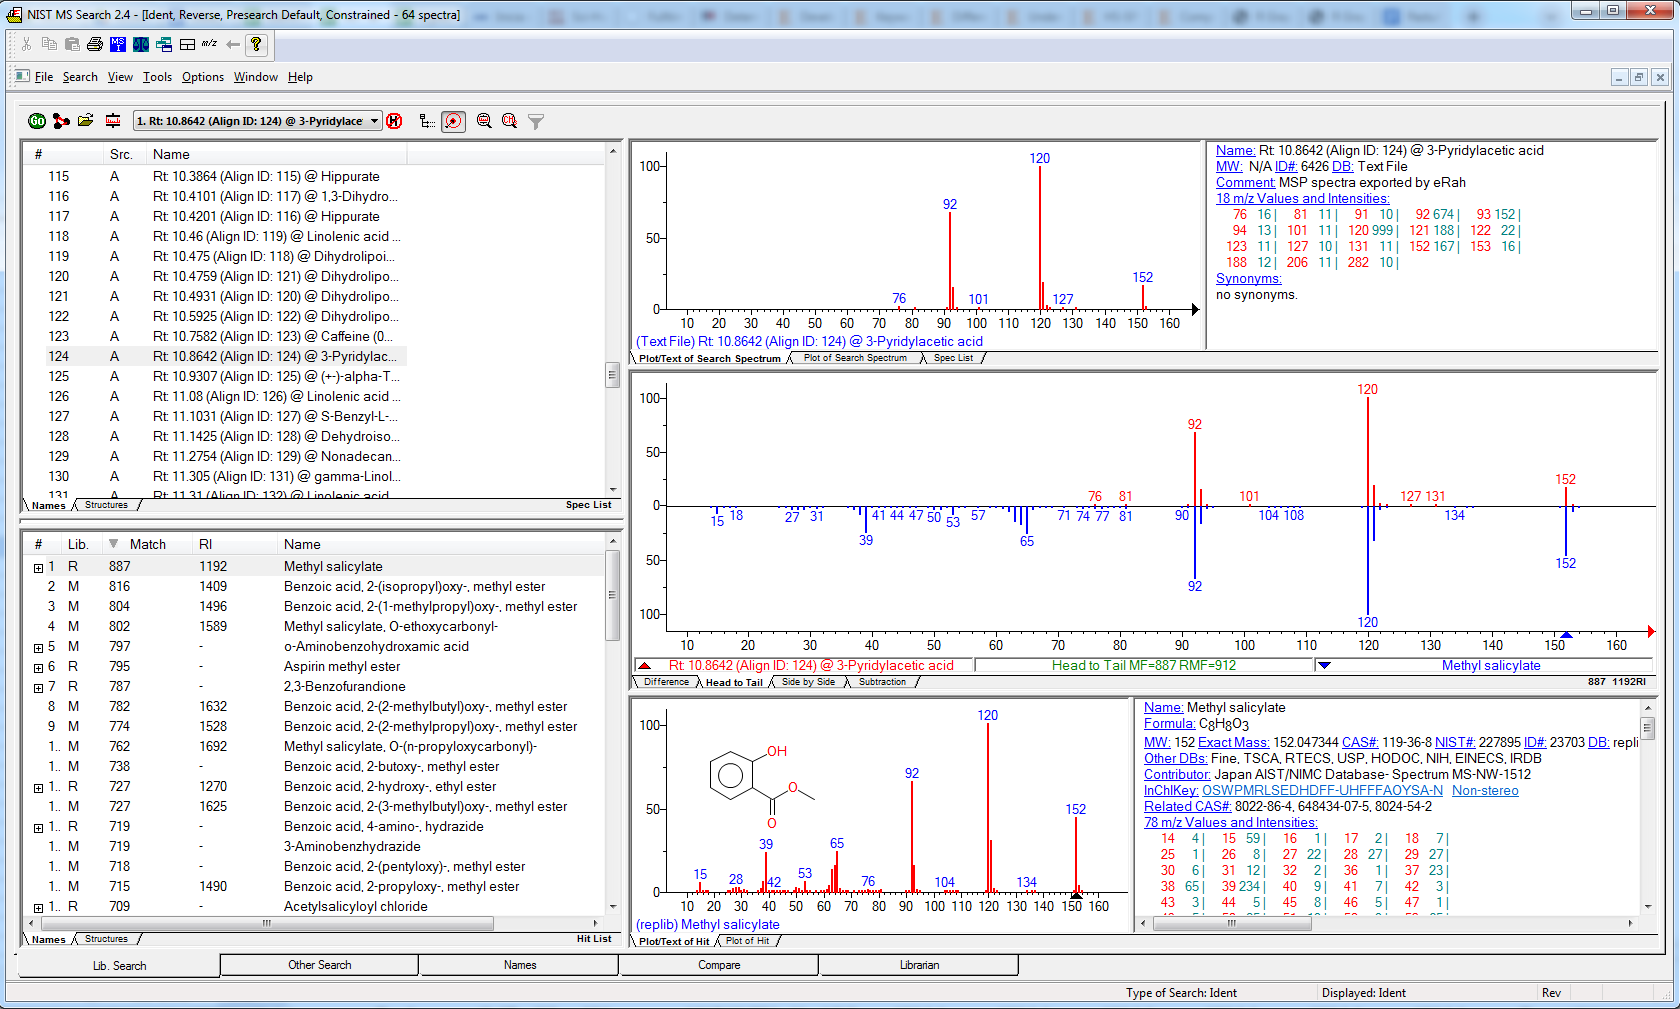 NIST MS Search 2.4 - [Ident, Reverse, Presearch Default, Constrained - 64 spectra]
File Search View Tools Options Window Help
1. Rt: 10.8642 (Align ID: 124) @ 3-Pyridylace
# Src. Name
115 A Rt: 10.3864 (Align ID: 115) @ Hippurate
116 A Rt: 10.4101 (Align ID: 117) @ 1,3-Dihydro...
117 A Rt: 10.4201 (Align ID: 116) @ Hippurate
118 A Rt: 10.46 (Align ID: 119) @ Linolenic acid ...
119 A Rt: 10.475 (Align ID: 118) @ Dihydrolipoi...
120 A Rt: 10.4759 (Align ID: 121) @ Dihydrolipo...
121 A Rt: 10.4931 (Align ID: 120) @ Dihydrolipo...
122 A Rt: 10.5925 (Align ID: 122) @ Dihydrolipo...
123 A Rt: 10.7582 (Align ID: 123) @ Caffeine (0...
124 A Rt: 10.8642 (Align ID: 124) @ 3-Pyridylac...
125 A Rt: 10.9307 (Align ID: 125) @ (+-)-alpha-T...
126 A Rt: 11.08 (Align ID: 126) @ Linolenic acid ...
127 A Rt: 11.1031 (Align ID: 127) @ S-Benzyl-L-...
128 A Rt: 11.1425 (Align ID: 128) @ Dehydroiso...
129 A Rt: 11.2754 (Align ID: 129) @ Nonadecan...
130 A Rt: 11.305 (Align ID: 131) @ gamma-Linol...
131 A Rt: 11.31 (Align ID: 132) @ Linolenic acid
Names Structures Spec List
# Lib. Match RI Name
1 R 887 1192 Methyl salicylate
2 M 816 1409 Benzoic acid, 2-(isopropyl)oxy-, methyl ester
3 M 804 1496 Benzoic acid, 2-(1-methylpropyl)oxy-, methyl ester
4 M 802 1589 Methyl salicylate, O-ethoxycarbonyl-
5 M 797 - o-Aminobenzohydroxamic acid
6 R 795 - Aspirin methyl ester
7 R 787 - 2,3-Benzofurandione
8 M 782 1632 Benzoic acid, 2-(2-methylbutyl)oxy-, methyl ester
9 M 774 1528 Benzoic acid, 2-(2-methylpropyl)oxy-, methyl ester
1.. M 762 1692 Methyl salicylate, O-(n-propyloxycarbonyl)-
1.. M 738 - Benzoic acid, 2-butoxy-, methyl ester
1.. R 727 1270 Benzoic acid, 2-hydroxy-, ethyl ester
1.. M 727 1625 Benzoic acid, 2-(3-methylbutyl)oxy-, methyl ester
1.. R 719 - Benzoic acid, 4-amino-, hydrazide
1.. M 719 - 3-Aminobenzhydrazide
1.. M 718 - Benzoic acid, 2-(pentyloxy)-, methyl ester
1.. M 715 1490 Benzoic acid, 2-propyloxy-, methyl ester
1.. R 709 - Acetylsalicyloyl chloride
Names Structures Hit List
100
50
0
76 92 101 120 127 152
10 20 30 40 50 60 70 80 90 100 110 120 130 140 150 160
(Text File) Rt: 10.8642 (Align ID: 124) @ 3-Pyridylacetic acid
Plot/Text of Search Spectrum Plot of Search Spectrum Spec List
Name: Rt: 10.8642 (Align ID: 124) @ 3-Pyridylacetic acid
MW: N/A ID#: 6426 DB: Text File
Comment: MSP spectra exported by eRah
18 m/z Values and Intensities:
76 16| 81 11| 91 10| 92 674| 93 152|
94 13| 101 11| 120 999| 121 188| 122 22|
123 11| 127 10| 131 11| 152 167| 153 16|
188 12| 206 11| 282 10|
Synonyms:
no synonyms.
100
50
0
50
100
76 81 92 101 120 127 131 152
15 18 27 31 39 41 44 47 50 53 57 65 71 74 77 81 90 92 104 108 120 134 152
10 20 30 40 50 60 70 80 90 100 110 120 130 140 150 160
Rt: 10.8642 (Align ID: 124) @ 3-Pyridylacetic acid Head to Tail MF=887 RMF=912 Methyl salicylate
Difference Head to Tail Side by Side Subtraction 887 1192RI
100
50
0
OH
O
O
15 28 39 42 53 65 76 92 104 120 134 152
10 20 30 40 50 60 70 80 90 100 110 120 130 140 150 160
(replib) Methyl salicylate
Plot/Text of Hit Plot of Hit
Name: Methyl salicylate
Formula: C8H8O3
MW: 152 Exact Mass: 152.047344 CAS#: 119-36-8 NIST#: 227895 ID#: 23703 DB: repli
Other DBs: Fine, TSCA, RTECS, USP, HODOC, NIH, EINECS, IRDB
Contributor: Japan AIST/NIMC Database- Spectrum MS-NW-1512
InChIKey: OSWPMRLSEDHDFF-UHFFFAOYSA-N Non-stereo
Related CAS#: 8022-86-4, 648434-07-5, 8024-54-2
78 m/z Values and Intensities:
14 4| 15 59| 16 1| 17 2| 18 7|
25 1| 26 8| 27 22| 28 27| 29 27|
30 6| 31 12| 32 2| 36 1| 37 23|
38 65| 39 234| 40 9| 41 7| 42 3|
43 3| 44 5| 45 8| 46 5| 47 1|
Lib. Search Other Search Names Compare Librarian
Type of Search: Ident Displayed: Ident Rev